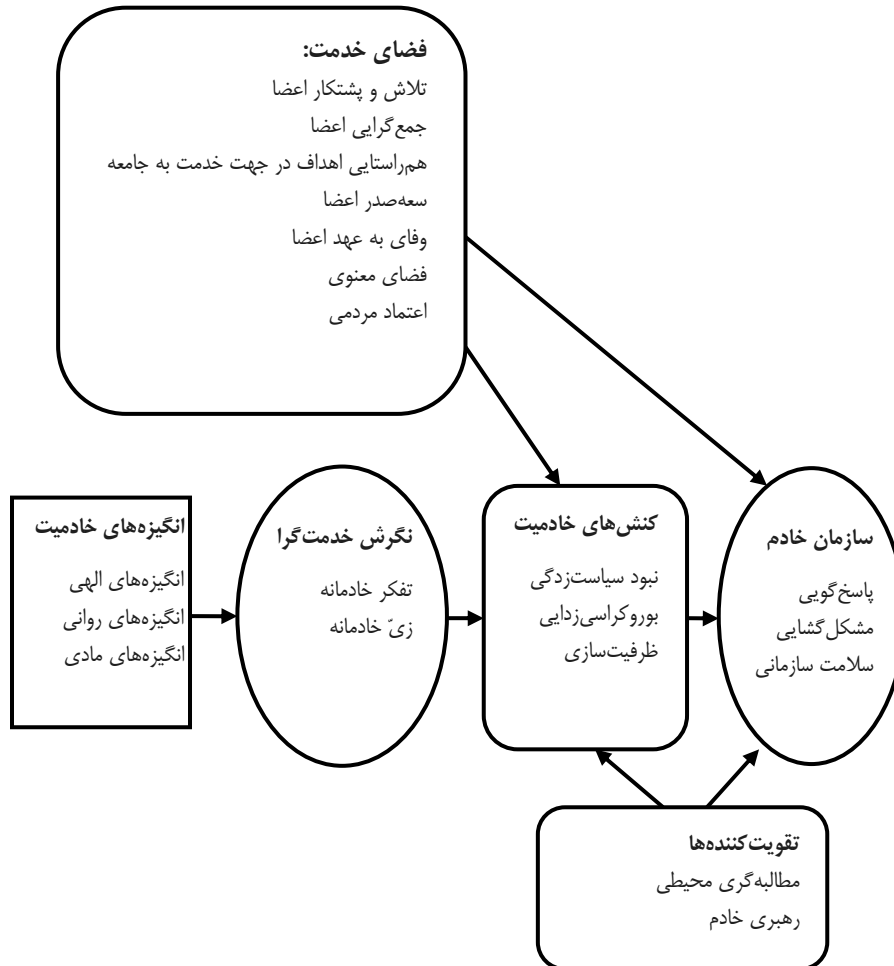 فضای خدمت:
تلاش و پشتکار اعضا
جمع‌گرایی اعضا
هم‌راستایی اهداف در جهت خدمت به جامعه
سعه‌صدر اعضا
وفای به عهد اعضا
فضای معنوی
اعتماد مردمی
انگیزه‌های خادمیت
انگیزه‌های الهی
انگیزه‌های روانی
انگیزه‌های مادی
نگرش خدمت‌گرا
تفکر خادمانه
زیّ خادمانه
کنش‌های خادمیت
نبود سیاست‌زدگی
بوروکراسی‌زدایی
ظرفیت‌سازی
سازمان خادم
پاسخ‌گویی
مشکل‌گشایی
سلامت سازمانی
تقویت‌کننده‌ها
مطالبه‌گری محیطی
رهبری خادم